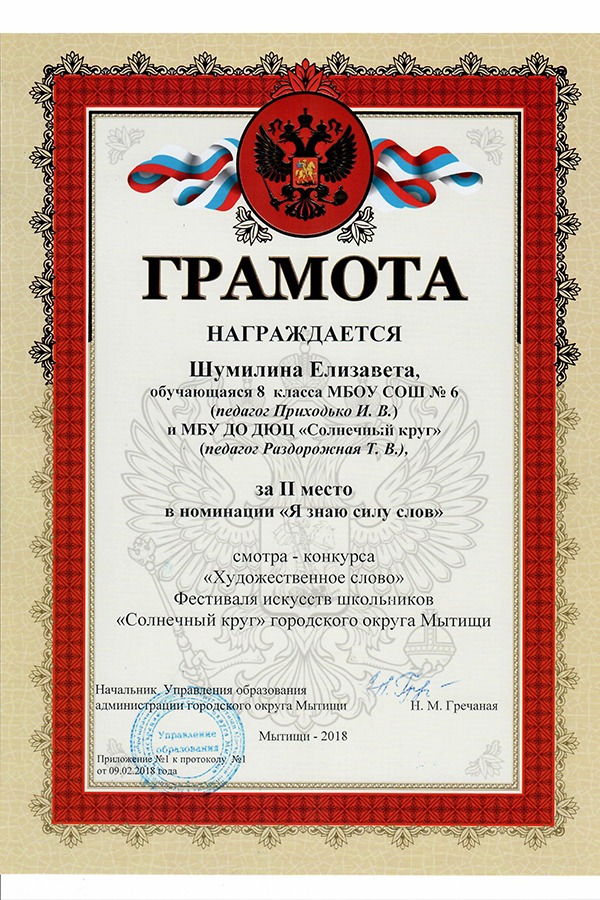 ГРАМОТА
НАГРАЖДАЕТСЯ
Шумилина Елизавета,
обучающаяся 8 класса МБОУ СОШ № 6
(педагог Приходько И. В.)
и МБУ ДО ДЮЦ «Солнечный круг»
(педагог Раздорожная Т. В.),
за II место
в номинации «Я знаю силу слов»
смотра - конкурса
«Художественное слово»
Фестиваля искусств школьников
«Солнечный круг» городского округа Мытищи
Начальник Управления образования
администрации городского округа Мытищи Н. М. Гречаная
Управление
образования
Мытищи - 2018
Приложение №1 к протоколу №1
от 09.02.2018 года